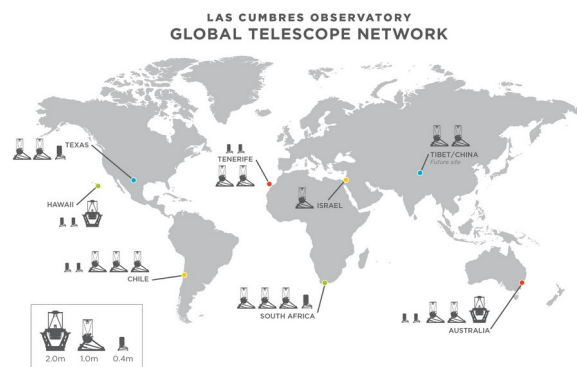 LAS CUMBRES OBSERVATORY
GLOBAL TELESCOPE NETWORK
TEXAS
TENERIFE
TIBET/CHINA
Future site
HAWAII
ISRAEL
CHILE
SOUTH AFRICA
AUSTRALIA
2.0m 1.0m 0.4m